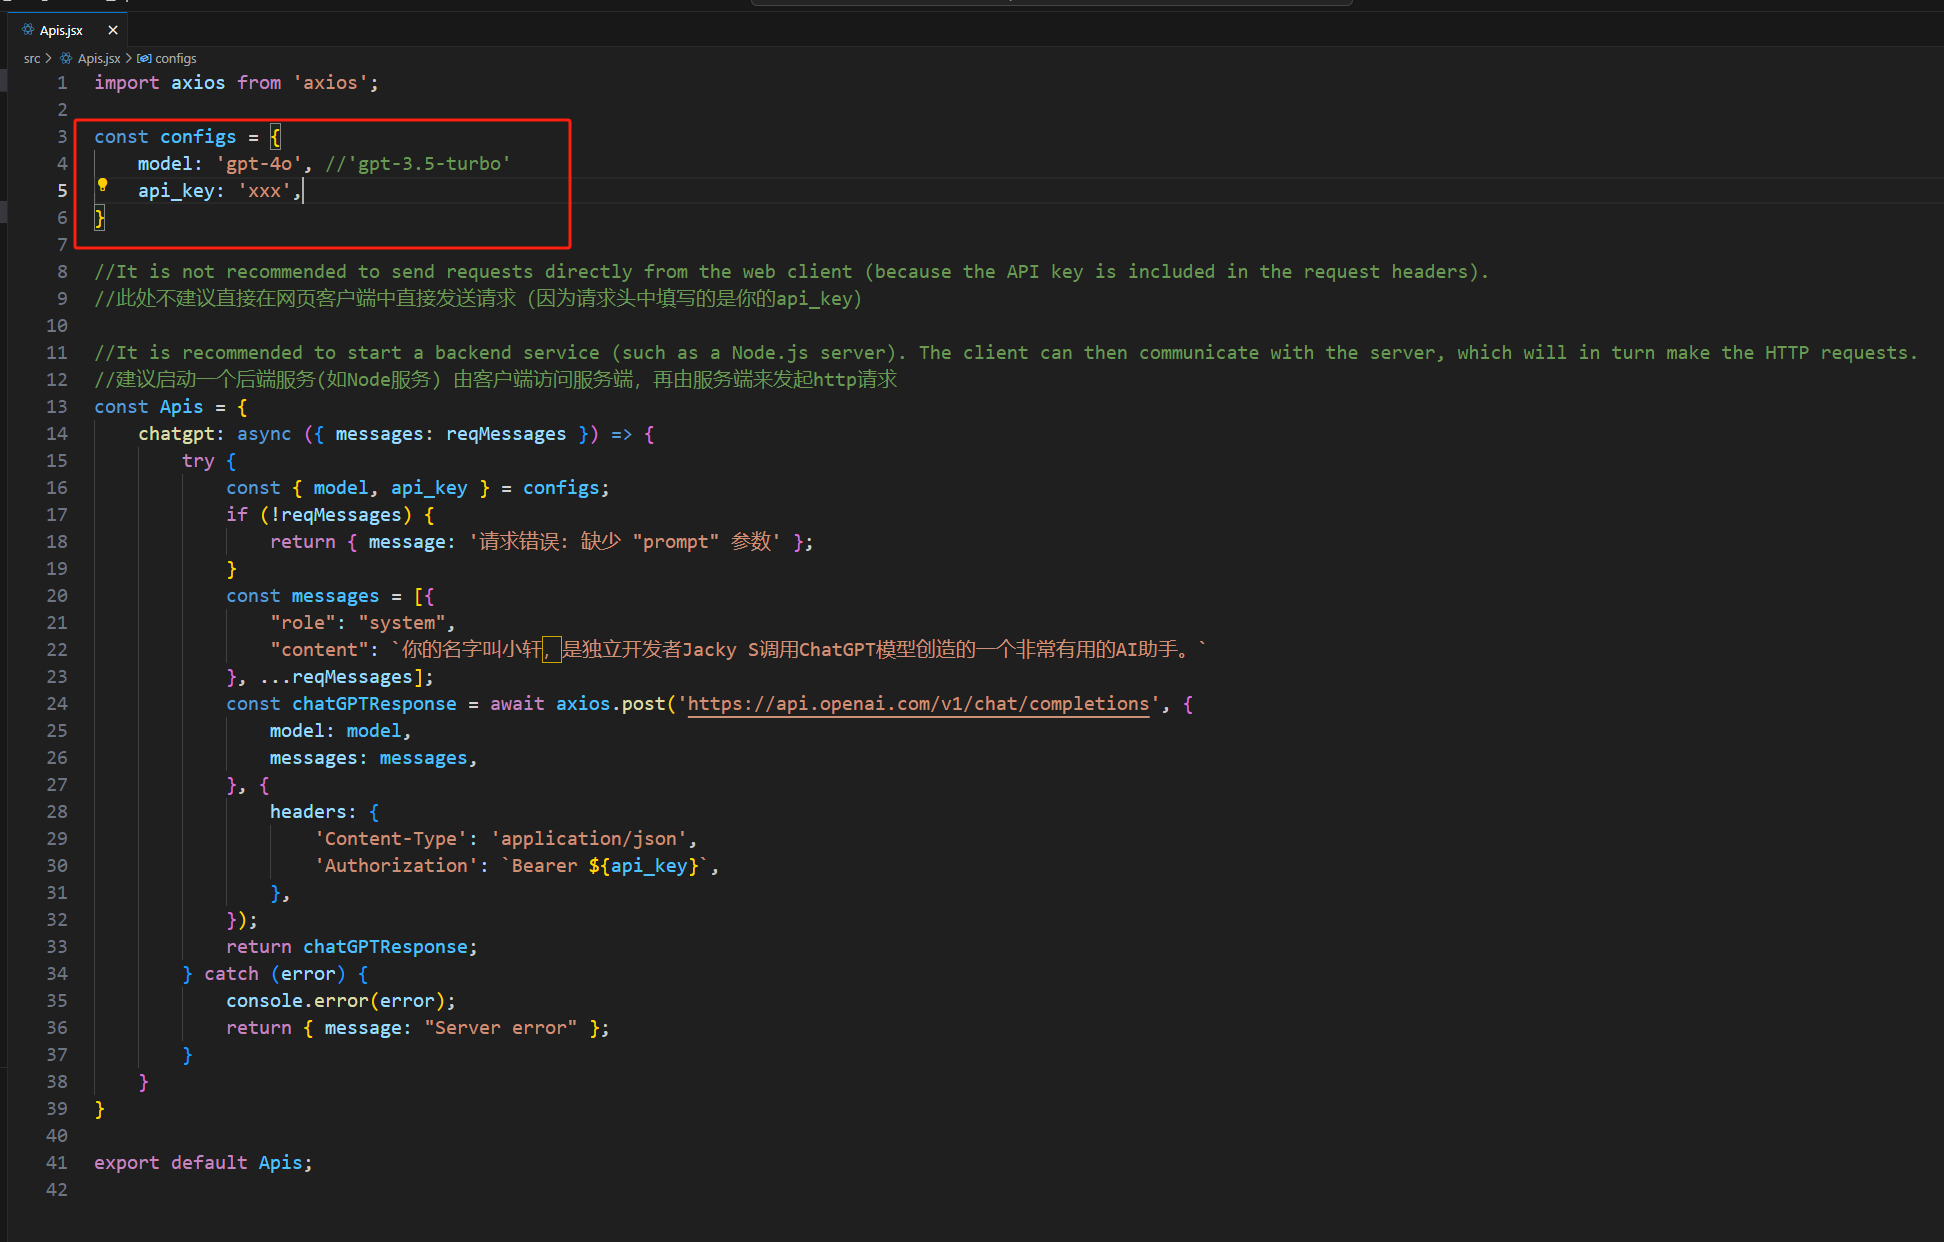 Apis.jsx
src > Apis.jsx > configs
1 import axios from 'axios';
2
3 const configs = {
4 model: 'gpt-4o', //'gpt-3.5-turbo'
5 api_key: 'xxx',
6 }
7
8 //It is not recommended to send requests directly from the web client (because the API key is included in the request headers).
9 //此处不建议直接在网页客户端中直接发送请求（因为请求头中填写的是你的api_key）
10
11 //It is recommended to start a backend service (such as a Node.js server). The client can then communicate with the server, which will in turn make the HTTP requests.
12 //建议启动一个后端服务(如Node服务) 由客户端访问服务端，再由服务端来发起http请求
13 const Apis = {
14 chatgpt: async ({ messages: reqMessages }) => {
15 try {
16 const { model, api_key } = configs;
17 if (!reqMessages) {
18 return { message: '请求错误: 缺少 "prompt" 参数' };
19 }
20 const messages = [{
21 "role": "system",
22 "content": `你的名字叫小轩，是独立开发者Jacky S调用ChatGPT模型创造的一个非常有用的AI助手。`
23 }, ...reqMessages];
24 const chatGPTResponse = await axios.post('https://api.openai.com/v1/chat/completions', {
25 model: model,
26 messages: messages,
27 }, {
28 headers: {
29 'Content-Type': 'application/json',
30 'Authorization': `Bearer ${api_key}`,
31 },
32 });
33 return chatGPTResponse;
34 } catch (error) {
35 console.error(error);
36 return { message: "Server error" };
37 }
38 }
39 }
40
41 export default Apis;
42